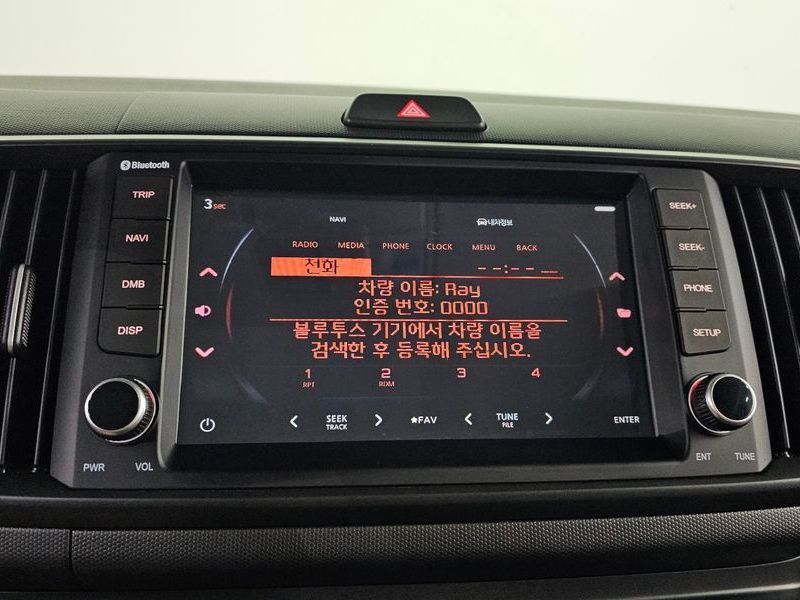 Bluetooth
TRIP
NAVI
DMB
DISP
PWR VOL
3 sec
NAVI 내차정보
RADIO MEDIA PHONE CLOCK MENU BACK
전화 --:-- --
차량 이름: Ray
인증 번호: 0000
블루투스 기기에서 차량 이름을
검색한 후 등록해 주십시오.
1 2 3 4
RPT RDM
SEEK TRACK ★FAV TUNE FILE ENTER
SEEK+
SEEK-
PHONE
SETUP
ENT TUNE